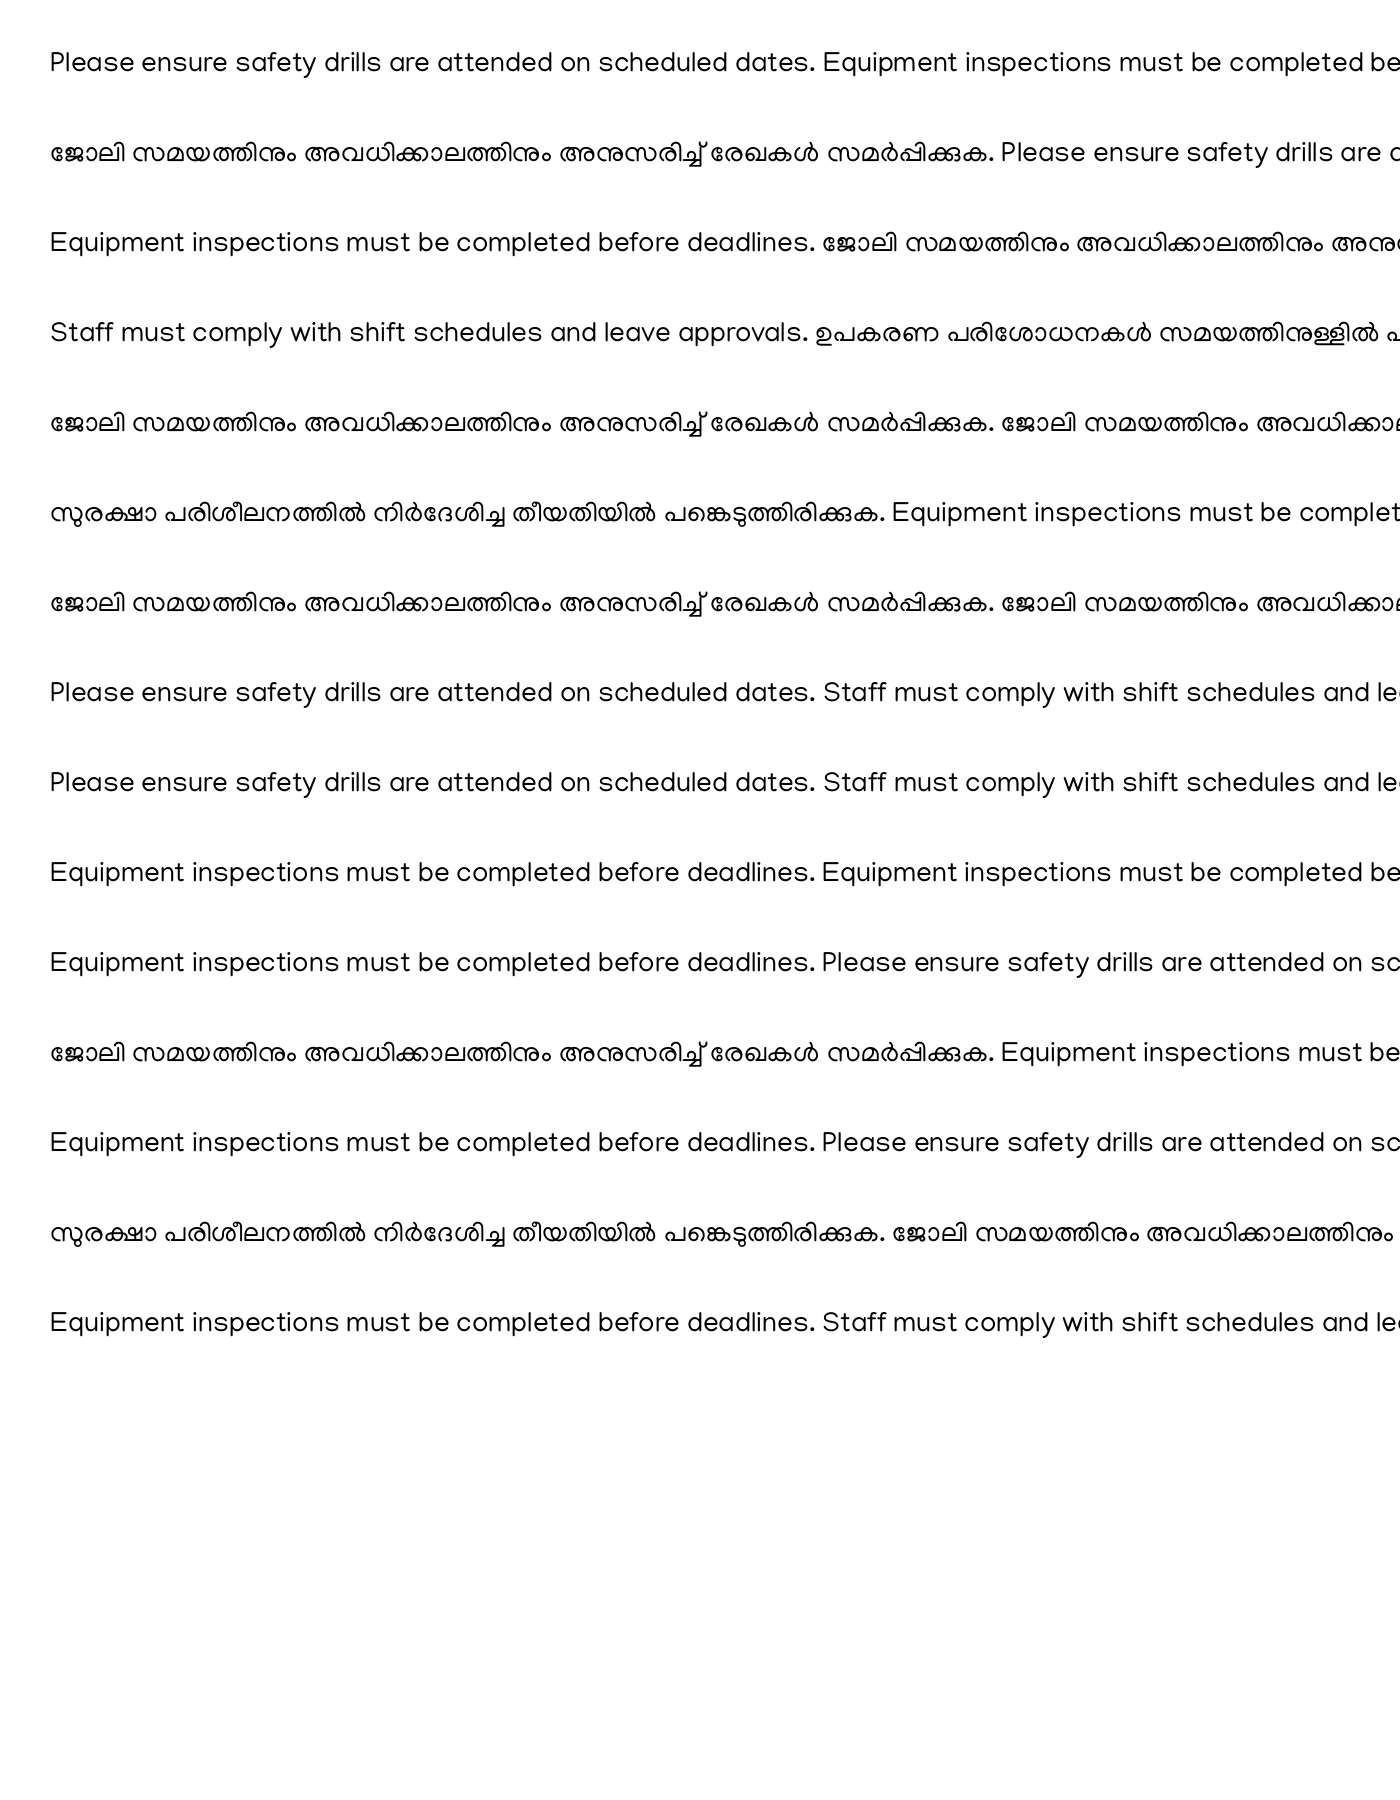 Please ensure safety drills are attended on scheduled dates. Equipment inspections must be completed be
ജോലി സമയത്തിനും അവധിക്കാലത്തിനും അനുസരിച്ച് രേഖകൾ സമർപ്പിക്കുക. Please ensure safety drills are
Equipment inspections must be completed before deadlines. ജോലി സമയത്തിനും അവധിക്കാലത്തിനും
Staff must comply with shift schedules and leave approvals. ഉപകരണ പരിശോധനകൾ സമയത്തിനുള്ളിൽ
ജോലി സമയത്തിനും അവധിക്കാലത്തിനും അനുസരിച്ച് രേഖകൾ സമർപ്പിക്കുക. ജോലി സമയത്തിനും
സുരക്ഷാ പരിശീലനത്തിൽ നിർദേശിച്ച തീയതിയിൽ പങ്കെടുത്തിരിക്കുക. Equipment inspections must be complet
ജോലി സമയത്തിനും അവധിക്കാലത്തിനും അനുസരിച്ച് രേഖകൾ സമർപ്പിക്കുക. ജോലി സമയത്തിനും
Please ensure safety drills are attended on scheduled dates. Staff must comply with shift schedules and
Please ensure safety drills are attended on scheduled dates. Staff must comply with shift schedules and
Equipment inspections must be completed before deadlines. Equipment inspections must be completed be
Equipment inspections must be completed before deadlines. Please ensure safety drills are attended on sc
ജോലി സമയത്തിനും അവധിക്കാലത്തിനും അനുസരിച്ച് രേഖകൾ സമർപ്പിക്കുക. Equipment inspections must be
Equipment inspections must be completed before deadlines. Please ensure safety drills are attended on sc
സുരക്ഷാ പരിശീലനത്തിൽ നിർദേശിച്ച തീയതിയിൽ പങ്കെടുത്തിരിക്കുക. ജോലി സമയത്തിനും അവധിക്കാലത്തിനും
Equipment inspections must be completed before deadlines. Staff must comply with shift schedules and